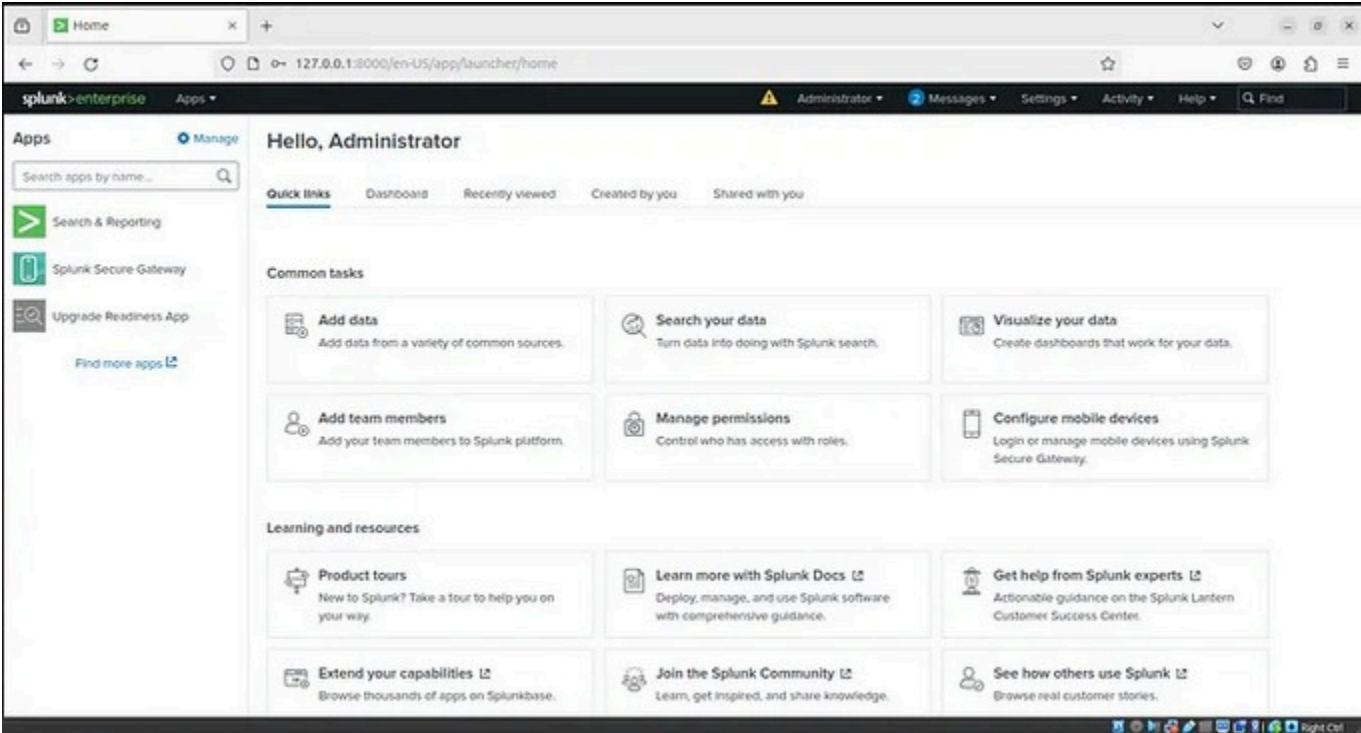 Home
127.0.0.1:8000/en-US/app/launcher/home
splunk>enterprise Apps Administrator 2 Messages Settings Activity Help Find
Apps Manage
Search apps by name...
Search & Reporting
Splunk Secure Gateway
Upgrade Readiness App
Find more apps
Hello, Administrator
Quick links Dashboard Recently viewed Created by you Shared with you
Common tasks
Add data
Add data from a variety of common sources.
Search your data
Turn data into doing with Splunk search.
Visualize your data
Create dashboards that work for your data.
Add team members
Add your team members to Splunk platform.
Manage permissions
Control who has access with roles.
Configure mobile devices
Login or manage mobile devices using Splunk
Secure Gateway.
Learning and resources
Product tours
New to Splunk? Take a tour to help you on
your way.
Learn more with Splunk Docs
Deploy, manage, and use Splunk software
with comprehensive guidance.
Get help from Splunk experts
Actionable guidance on the Splunk Lantern
Customer Success Center.
Extend your capabilities
Browse thousands of apps on Splunkbase.
Join the Splunk Community
Learn, get inspired, and share knowledge.
See how others use Splunk
Browse real customer stories.
Right Ctrl